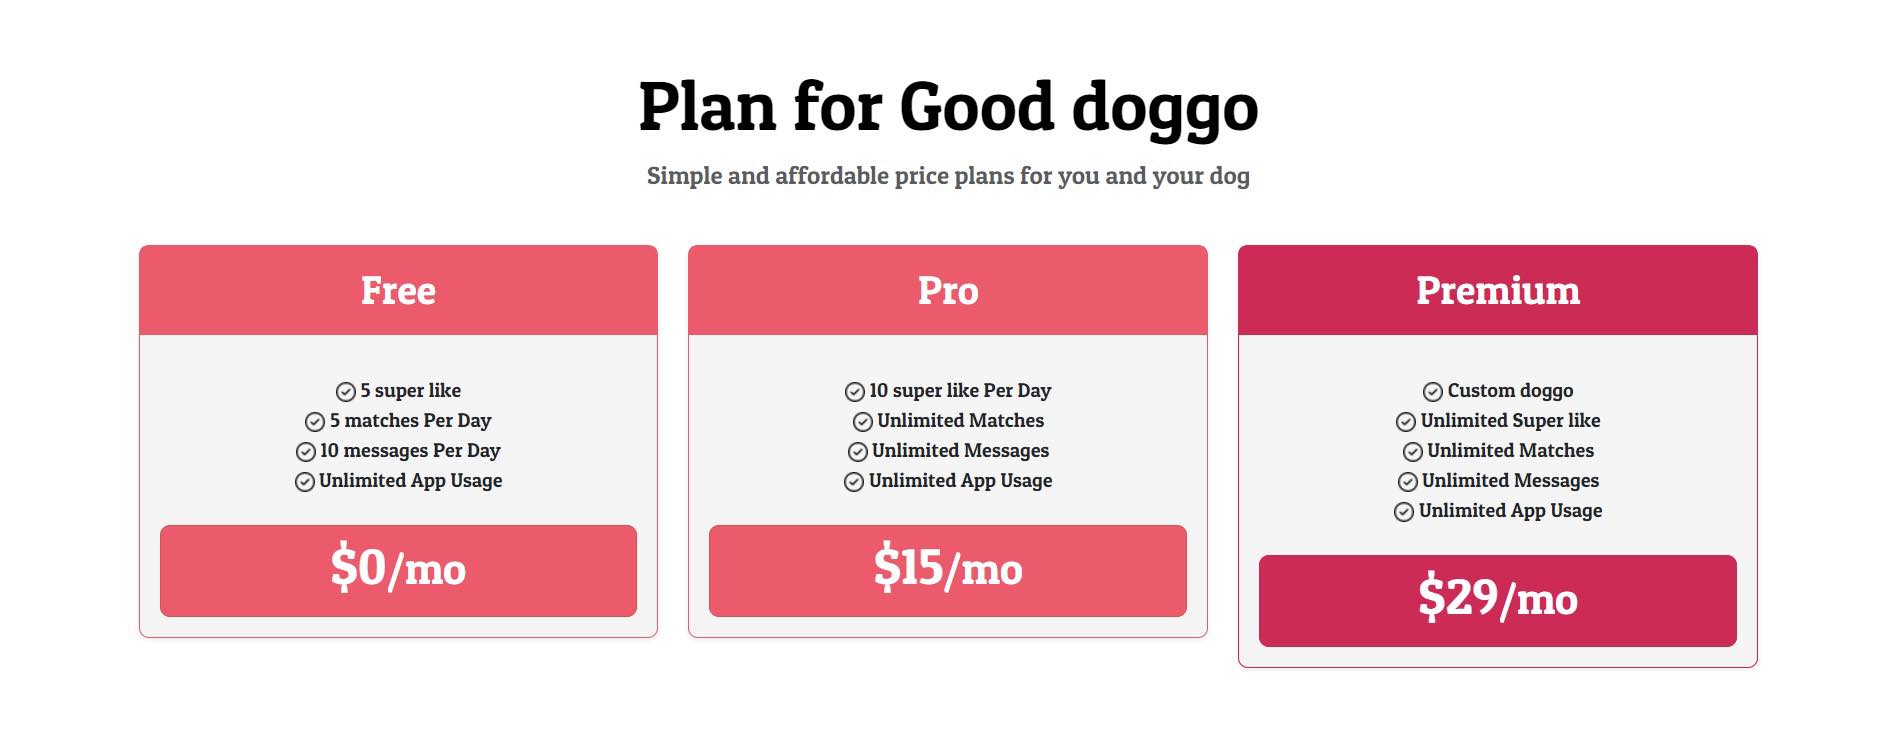 Plan for Good doggo
Simple and affordable price plans for you and your dog
Free
5 super like
5 matches Per Day
10 messages Per Day
Unlimited App Usage
$0/mo
Pro
10 super like Per Day
Unlimited Matches
Unlimited Messages
Unlimited App Usage
$15/mo
Premium
Custom doggo
Unlimited Super like
Unlimited Matches
Unlimited Messages
Unlimited App Usage
$29/mo